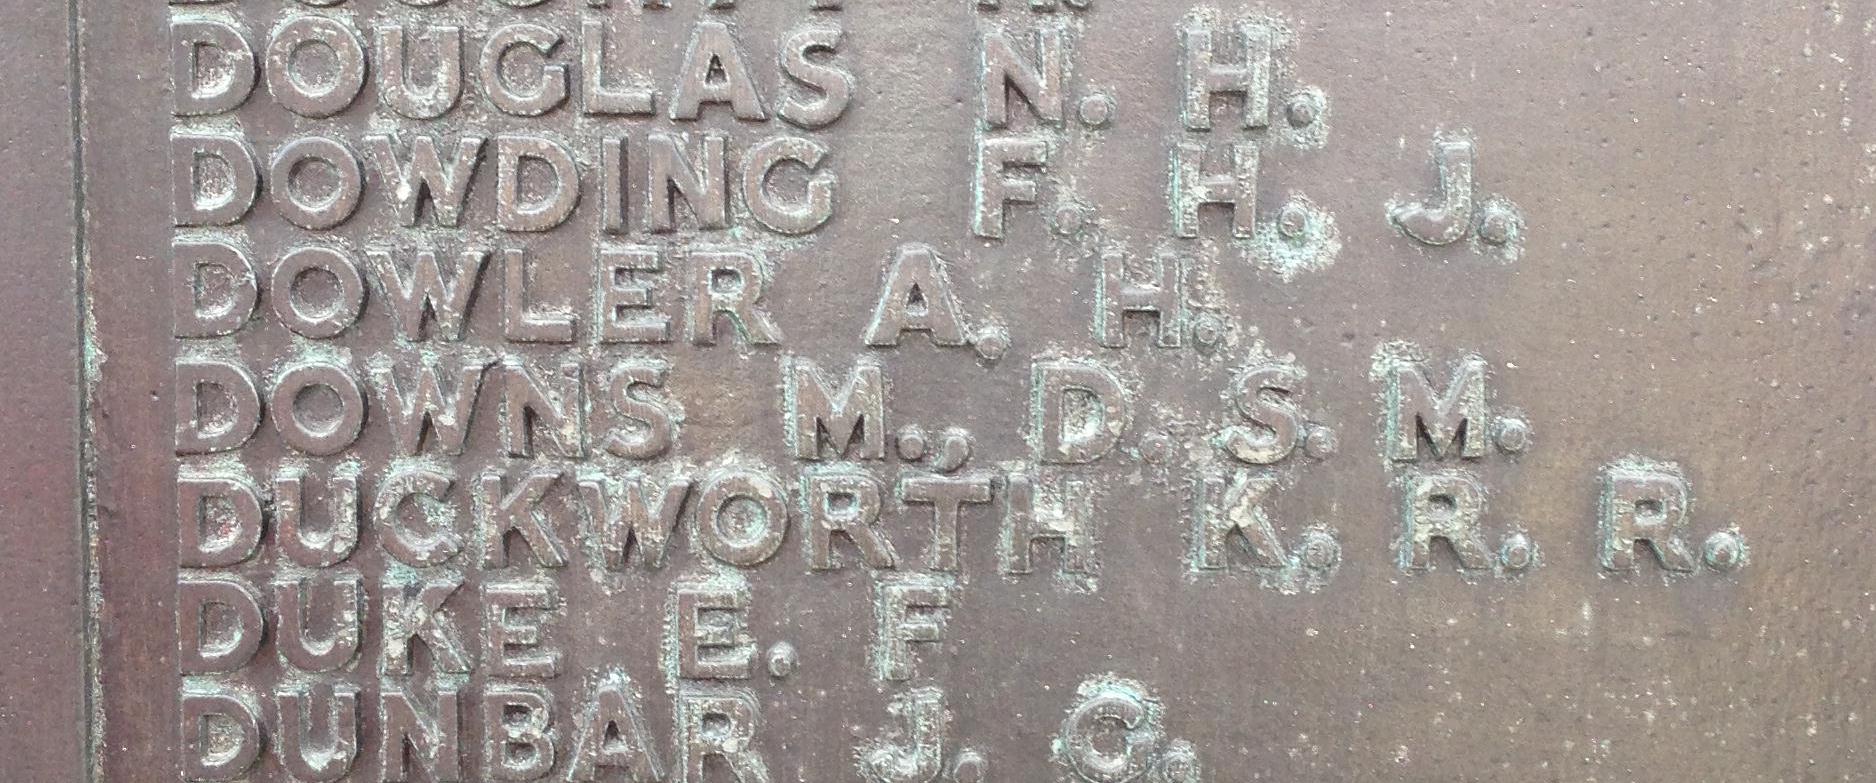 DOUGLAS N. H.
DOWDING F. H. J.
DOWLER A. H.
DOWNS M., D. S. M.
DUCKWORTH K. R. R.
DUKE E. F
DUNBAR J. C.